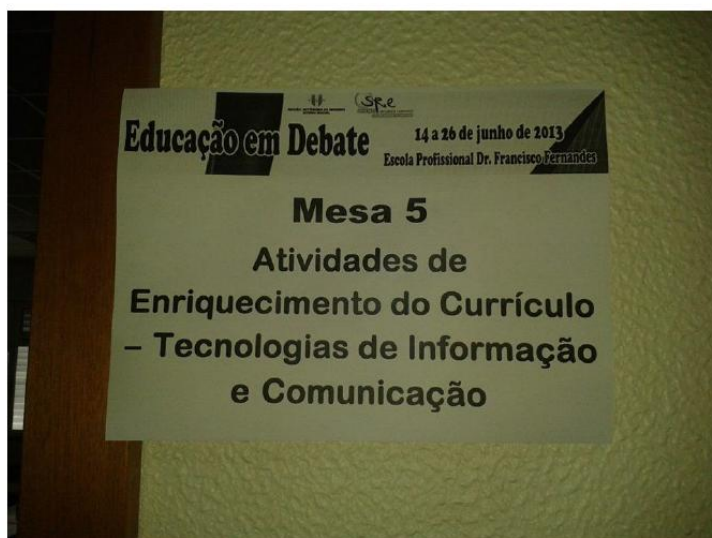 SRe
Educação em Debate
14 a 26 de junho de 2013
Escola Profissional Dr. Francisco Fernandes
Mesa 5
Atividades de
Enriquecimento do Currículo
– Tecnologias de Informação
e Comunicação